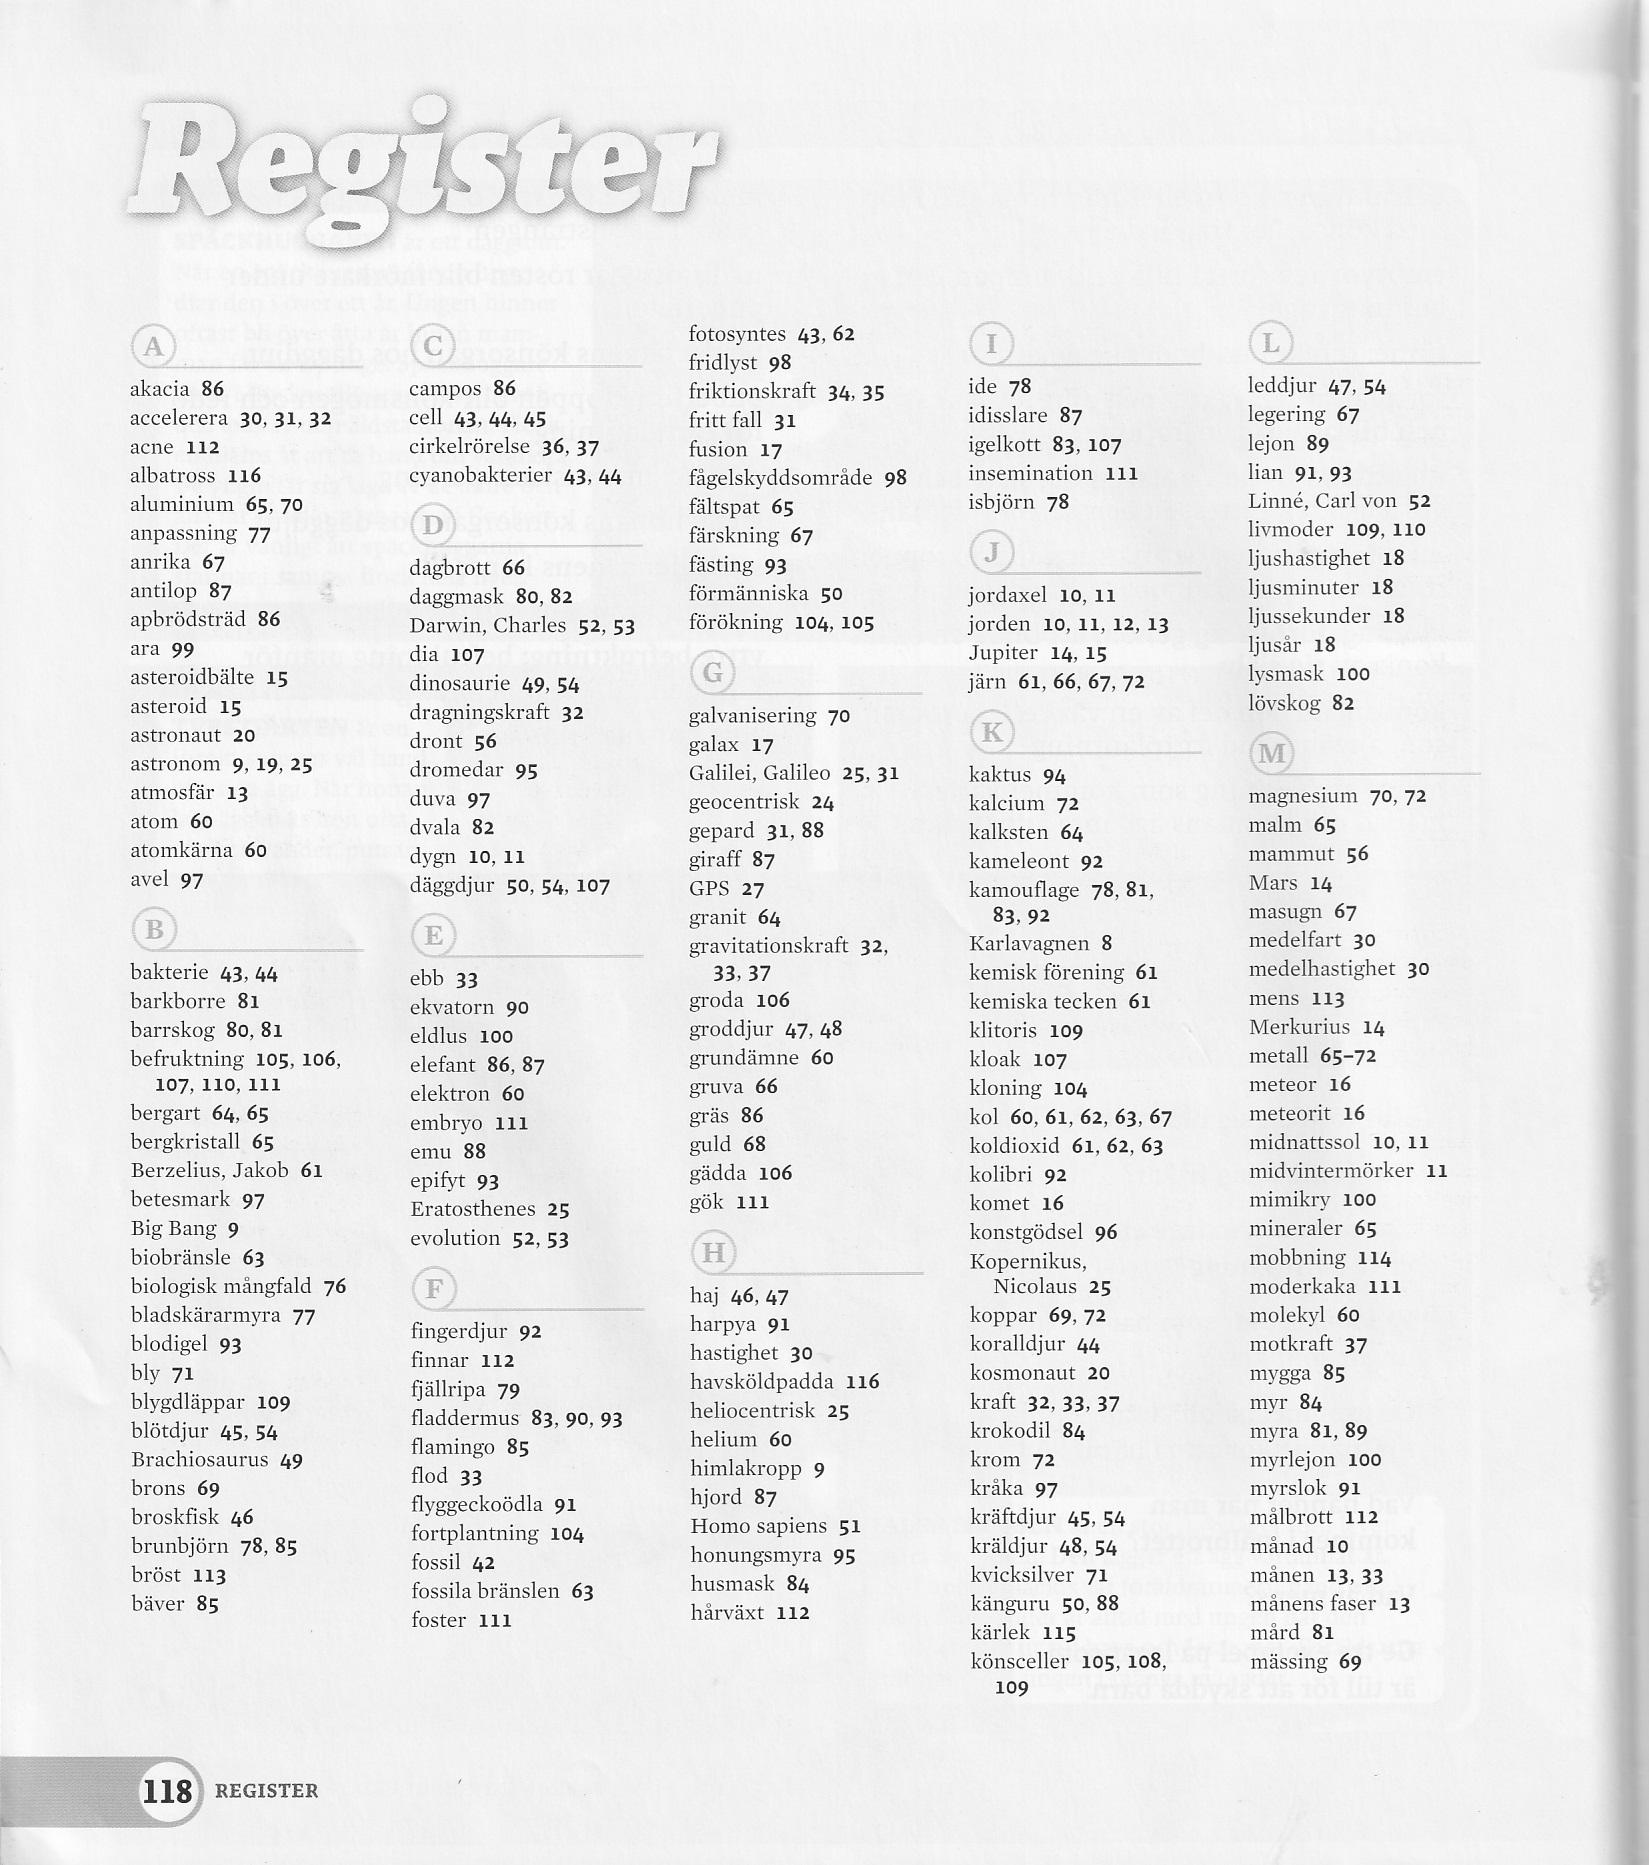 Register
A
akacia 86
accelerera 30, 31, 32
acne 112
albatross 116
aluminium 65, 70
anpassning 77
anrika 67
antilop 87
apbrödsträd 86
ara 99
asteroidbälte 15
asteroid 15
astronaut 20
astronom 9, 19, 25
atmosfär 13
atom 60
atomkärna 60
avel 97
B
bakterie 43, 44
barkborre 81
barrskog 80, 81
befruktning 105, 106,
107, 110, 111
bergart 64, 65
bergkristall 65
Berzelius, Jakob 61
betesmark 97
Big Bang 9
biobränsle 63
biologisk mångfald 76
bladskärarmyra 77
blodigel 93
bly 71
blygdläppar 109
blötdjur 45, 54
Brachiosaurus 49
brons 69
broskfisk 46
brunbjörn 78, 85
bröst 113
bäver 85
C
campos 86
cell 43, 44, 45
cirkelrörelse 36, 37
cyanobakterier 43, 44
D
dagbrott 66
daggmask 80, 82
Darwin, Charles 52, 53
dia 107
dinosaurie 49, 54
dragningskraft 32
dront 56
dromedar 95
duva 97
dvala 82
dygn 10, 11
däggdjur 50, 54, 107
E
ebb 33
ekvatorn 90
eldlus 100
elefant 86, 87
elektron 60
embryo 111
emu 88
epifyt 93
Eratosthenes 25
evolution 52, 53
F
fingerdjur 92
finnar 112
fjällripa 79
fladdermus 83, 90, 93
flamingo 85
flod 33
flyggeckoödla 91
fortplantning 104
fossil 42
fossila bränslen 63
foster 111
fotosyntes 43, 62
fridlyst 98
friktionskraft 34, 35
fritt fall 31
fusion 17
fågelskyddsområde 98
fältspat 65
färskning 67
fästing 93
förmänniska 50
förökning 104, 105
G
galvanisering 70
galax 17
Galilei, Galileo 25, 31
geocentrisk 24
gepard 31, 88
giraff 87
GPS 27
granit 64
gravitationskraft 32,
33, 37
groda 106
groddjur 47, 48
grundämne 60
gruva 66
gräs 86
guld 68
gädda 106
gök 111
H
haj 46, 47
harpya 91
hastighet 30
havsköldpadda 116
heliocentrisk 25
helium 60
himlakropp 9
hjord 87
Homo sapiens 51
honungsmyra 95
husmask 84
hårväxt 112
I
ide 78
idisslare 87
igelkott 83, 107
insemination 111
isbjörn 78
J
jordaxel 10, 11
jorden 10, 11, 12, 13
Jupiter 14, 15
järn 61, 66, 67, 72
K
kaktus 94
kalcium 72
kalksten 64
kameleont 92
kamouflage 78, 81,
83, 92
Karlavagnen 8
kemisk förening 61
kemiska tecken 61
klitoris 109
kloak 107
kloning 104
kol 60, 61, 62, 63, 67
koldioxid 61, 62, 63
kolibri 92
komet 16
konstgödsel 96
Kopernikus,
Nicolaus 25
koppar 69, 72
koralldjur 44
kosmonaut 20
kraft 32, 33, 37
krokodil 84
krom 72
kråka 97
kräftdjur 45, 54
kräldjur 48, 54
kvicksilver 71
känguru 50, 88
kärlek 115
könsceller 105, 108,
109
L
leddjur 47, 54
legering 67
lejon 89
lian 91, 93
Linné, Carl von 52
livmoder 109, 110
ljushastighet 18
ljusminuter 18
ljussekunder 18
ljusår 18
lysmask 100
lövskog 82
M
magnesium 70, 72
malm 65
mammut 56
Mars 14
masugn 67
medelfart 30
medelhastighet 30
mens 113
Merkurius 14
metall 65–72
meteor 16
meteorit 16
midnattssol 10, 11
midvintermörker 11
mimikry 100
mineraler 65
mobbning 114
moderkaka 111
molekyl 60
motkraft 37
mygga 85
myr 84
myra 81, 89
myrlejon 100
myrslok 91
målbrott 112
månad 10
månen 13, 33
månens faser 13
mård 81
mässing 69
118 REGISTER